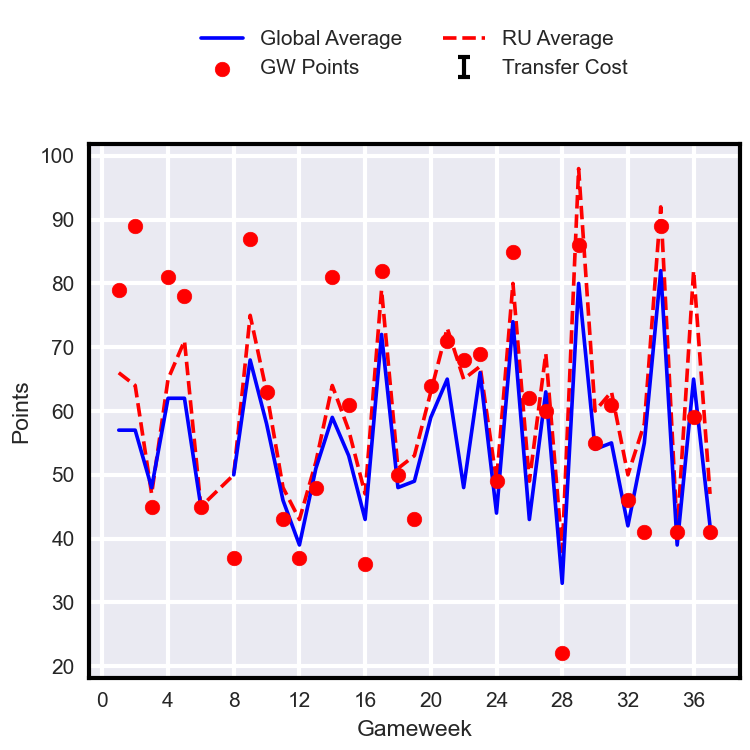 Global Average
RU Average
GW Points
Transfer Cost
100
90
80
70
60
50
40
30
20
Points
0 4 8 12 16 20 24 28 32 36
Gameweek